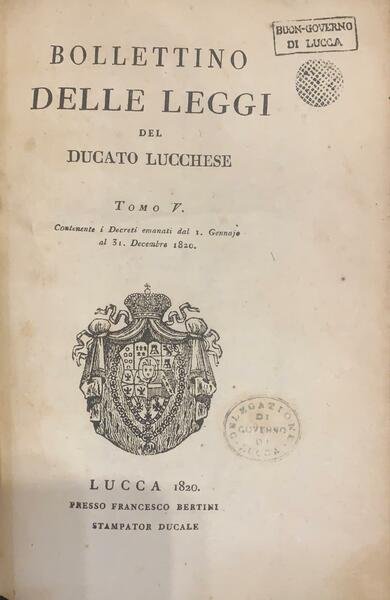 BUON-GOVERNO
DI LUCCA
BOLLETTINO
DELLE LEGGI
DEL
DUCATO LUCCHESE
TOMO V.
Contenente i Decreti emanati dal 1. Gennajo
al 31. Decembre 1820.
DELEGAZIONE
DI
GOVERNO
DI
LUCCA
LUCCA 1820.
PRESSO FRANCESCO BERTINI
STAMPATOR DUCALE